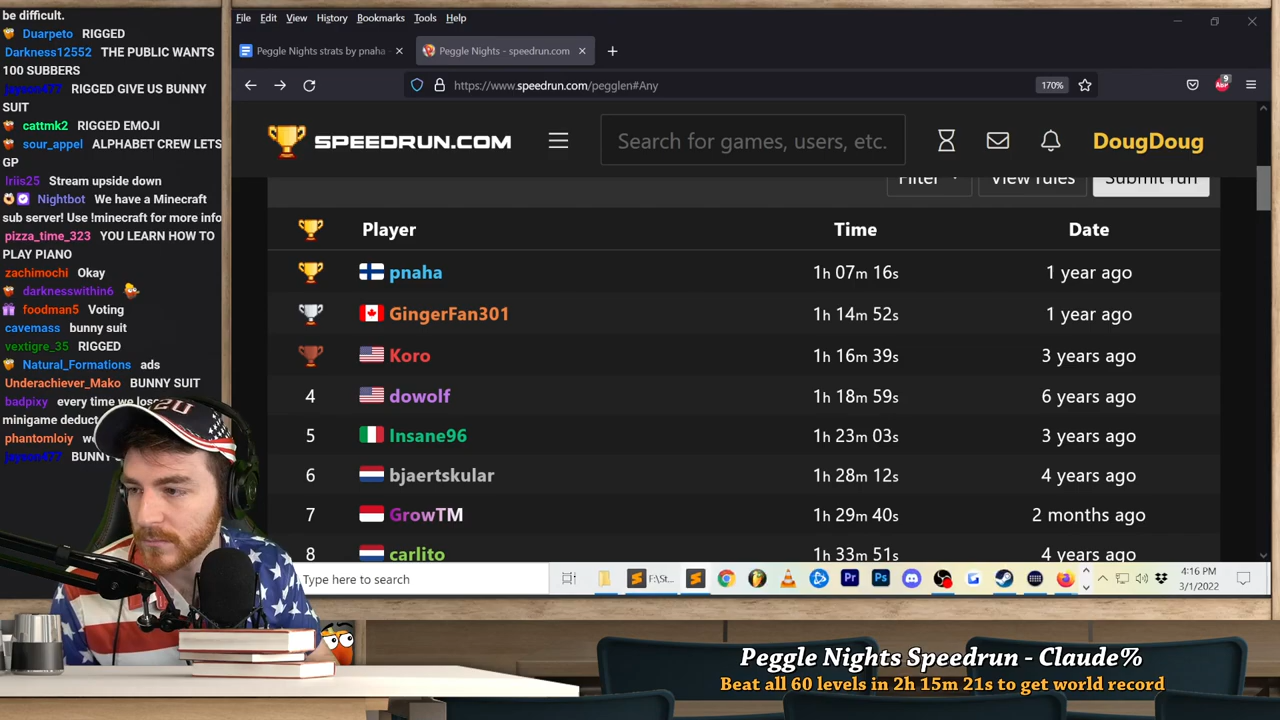 be difficult.
Duarpeto RIGGED
Darkness12552 THE PUBLIC WANTS
100 SUBBERS
RIGGED GIVE US BUNNY
SUIT
cattmk2 RIGGED EMOJI
sour_appel ALPHABET CREW LETS
GP
Iriis25 Stream upside down
Nightbot We have a Minecraft
sub server! Use !minecraft for more info
pizza_time_323 YOU LEARN HOW TO
PLAY PIANO
zachimochi Okay
darknesswithin6
foodman5 Voting
cavemass bunny suit
vextigre_35 RIGGED
Natural_Formations ads
Underachiever_Mako BUNNY SUIT
badpixy every time we
minigame deduct
phantomloiy
BUNNY
File Edit View History Bookmarks Tools Help
Peggle Nights strats by pnaha
Peggle Nights - speedrun.com
https://www.speedrun.com/pegglen#Any
170%
9
ABP
SPEEDRUN.COM
Search for games, users, etc.
DougDoug
Filter View rules Submit run
Player Time Date
pnaha 1h 07m 16s 1 year ago
GingerFan301 1h 14m 52s 1 year ago
Koro 1h 16m 39s 3 years ago
4 dowolf 1h 18m 59s 6 years ago
5 Insane96 1h 23m 03s 3 years ago
6 bjaertskular 1h 28m 12s 4 years ago
7 GrowTM 1h 29m 40s 2 months ago
8 carlito 1h 33m 51s 4 years ago
Type here to search
F:\St...
Pr
Ps
4:16 PM
3/1/2022
Peggle Nights Speedrun - Claude%
Beat all 60 levels in 2h 15m 21s to get world record